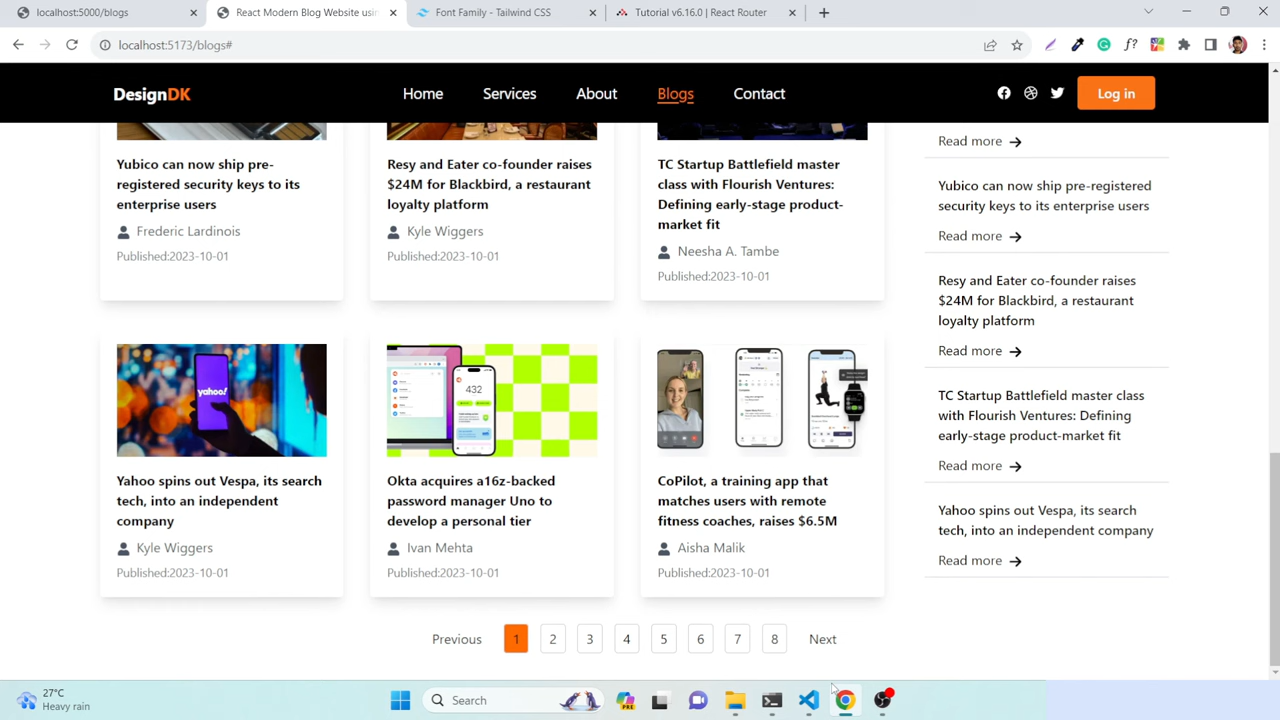 localhost:5000/blogs
React Modern Blog Website usin
Font Family - Tailwind CSS
Tutorial v6.16.0 | React Router
localhost:5173/blogs#
DesignDK
Home
Services
About
Blogs
Contact
Log in
Yubico can now ship pre-
registered security keys to its
enterprise users
Frederic Lardinois
Published:2023-10-01
Resy and Eater co-founder raises
$24M for Blackbird, a restaurant
loyalty platform
Kyle Wiggers
Published:2023-10-01
TC Startup Battlefield master
class with Flourish Ventures:
Defining early-stage product-
market fit
Neesha A. Tambe
Published:2023-10-01
yahoo!
Yahoo spins out Vespa, its search
tech, into an independent
company
Kyle Wiggers
Published:2023-10-01
432
Okta acquires a16z-backed
password manager Uno to
develop a personal tier
Ivan Mehta
Published:2023-10-01
CoPilot, a training app that
matches users with remote
fitness coaches, raises $6.5M
Aisha Malik
Published:2023-10-01
Read more
Yubico can now ship pre-registered
security keys to its enterprise users
Read more
Resy and Eater co-founder raises
$24M for Blackbird, a restaurant
loyalty platform
Read more
TC Startup Battlefield master class
with Flourish Ventures: Defining
early-stage product-market fit
Read more
Yahoo spins out Vespa, its search
tech, into an independent company
Read more
Previous 1 2 3 4 5 6 7 8 Next
27°C
Heavy rain
Search
PRE